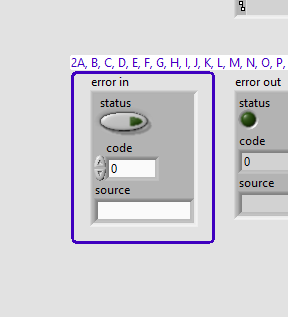 2A, B, C, D, E, F, G, H, I, J, K, L, M, N, O, P,
error in
status
code
0
source
error out
status
code
0
source